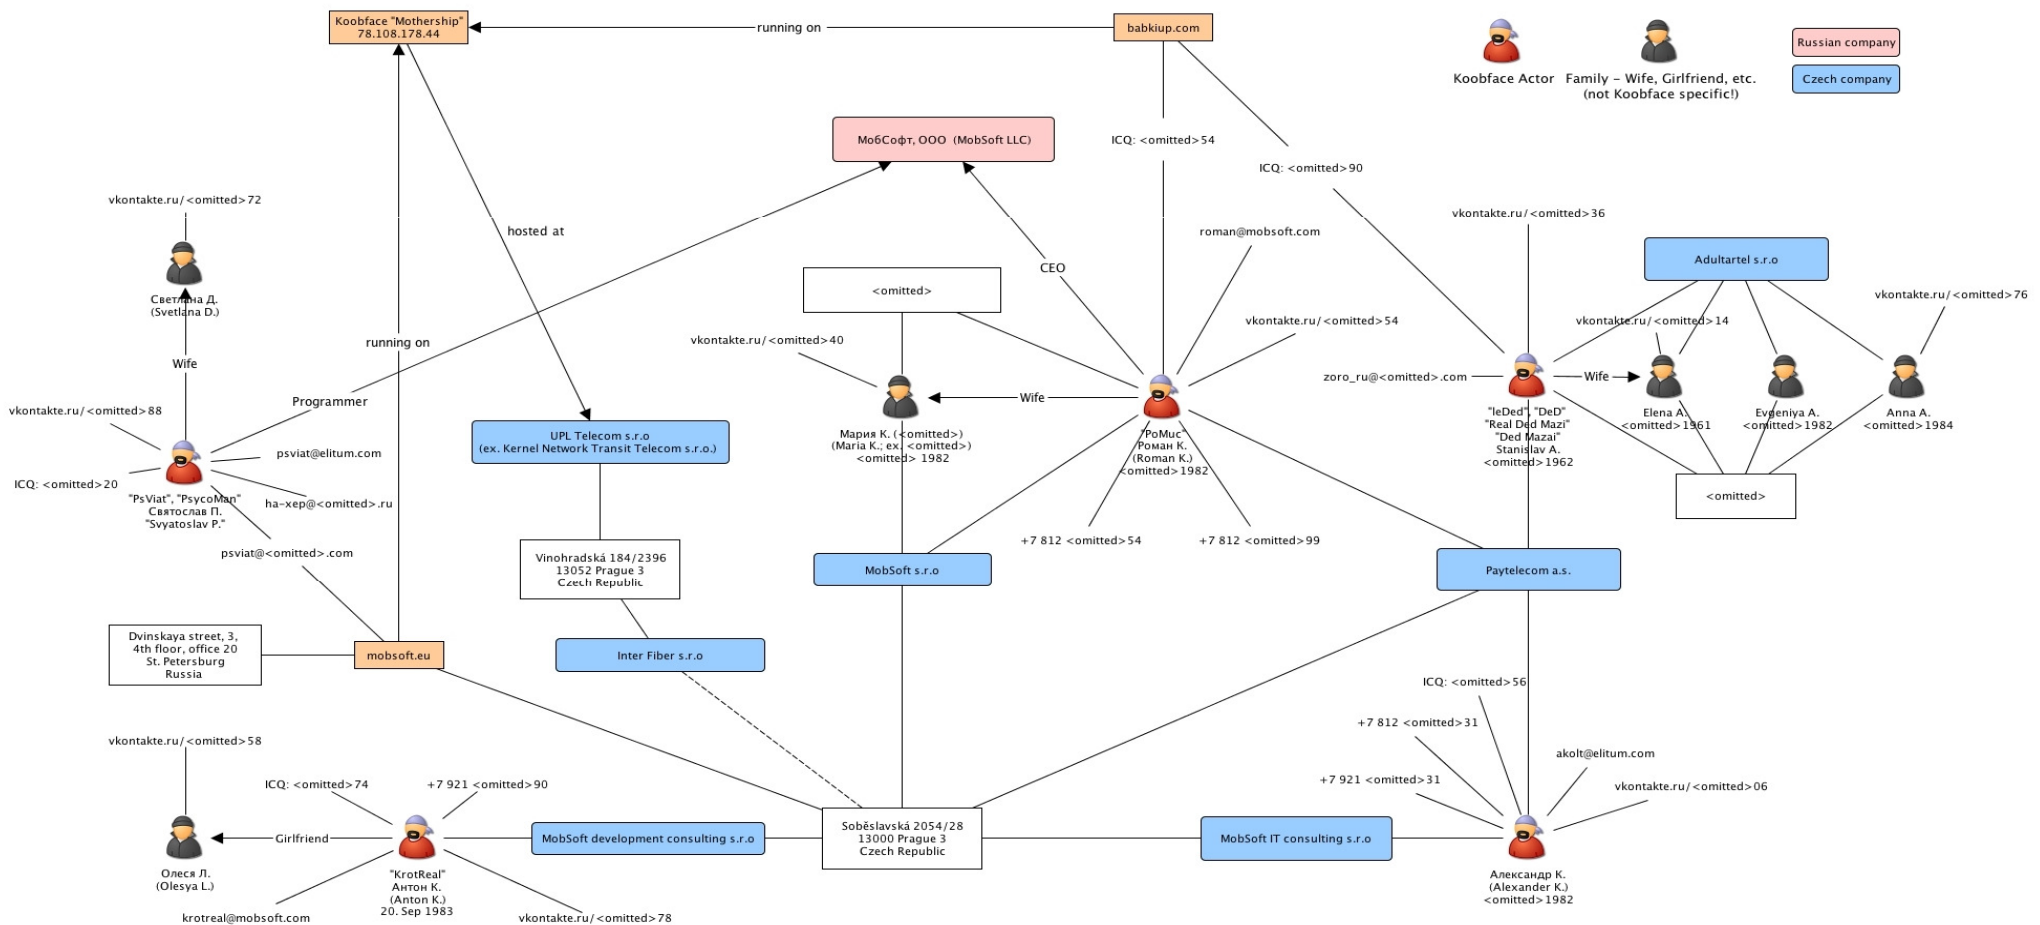 Koobface "Mothership"
78.108.178.44
running on
babkiup.com
Koobface Actor
Family – Wife, Girlfriend, etc.
(not Koobface specific!)
Russian company
Czech company
МобСофт, ООО (MobSoft LLC)
ICQ: <omitted>54
ICQ: <omitted>90
vkontakte.ru/<omitted>72
hosted at
vkontakte.ru/<omitted>36
roman@mobsoft.com
Adultartel s.r.o
CEO
Светлана Д.
(Svetlana D.)
<omitted>
vkontakte.ru/<omitted>76
vkontakte.ru/<omitted>54
vkontakte.ru/<omitted>14
running on
vkontakte.ru/<omitted>40
Wife
zoro_ru@<omitted>.com
Wife
Wife
Programmer
vkontakte.ru/<omitted>88
"leDed", "DeD"
"Real Ded Mazi"
"Ded Mazai"
Stanislav A.
<omitted>1962
Elena A.
<omitted>1961
Evgeniya A.
<omitted>1982
Anna A.
<omitted>1984
UPL Telecom s.r.o
(ex. Kernel Network Transit Telecom s.r.o.)
Мария К. (<omitted>)
(Maria K.; ex. <omitted>)
<omitted> 1982
"PoMuc"
Роман К.
(Roman K.)
<omitted>1982
psviat@elitum.com
ICQ: <omitted>20
"PsViat", "PsycoMan"
Святослав П.
"Svyatoslav P."
ha-xep@<omitted>.ru
<omitted>
psviat@<omitted>.com
+7 812 <omitted>54
+7 812 <omitted>99
Vinohradská 184/2396
13052 Prague 3
Czech Republic
MobSoft s.r.o
Paytelecom a.s.
Dvinskaya street, 3,
4th floor, office 20
St. Petersburg
Russia
mobsoft.eu
Inter Fiber s.r.o
ICQ: <omitted>56
+7 812 <omitted>31
akolt@elitum.com
vkontakte.ru/<omitted>58
+7 921 <omitted>31
vkontakte.ru/<omitted>06
ICQ: <omitted>74
+7 921 <omitted>90
Girlfriend
MobSoft development consulting s.r.o
Soběslavská 2054/28
13000 Prague 3
Czech Republic
MobSoft IT consulting s.r.o
Олеся Л.
(Olesya L.)
"KrotReal"
Антон К.
(Anton K.)
20. Sep 1983
Александр К.
(Alexander K.)
<omitted>1982
krotreal@mobsoft.com
vkontakte.ru/<omitted>78